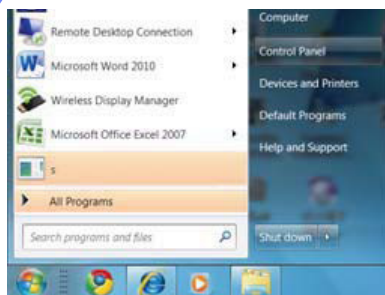 Remote Desktop Connection
Microsoft Word 2010
Wireless Display Manager
Microsoft Office Excel 2007
s
All Programs
Search programs and files
Computer
Control Panel
Devices and Printers
Default Programs
Help and Support
Shut down